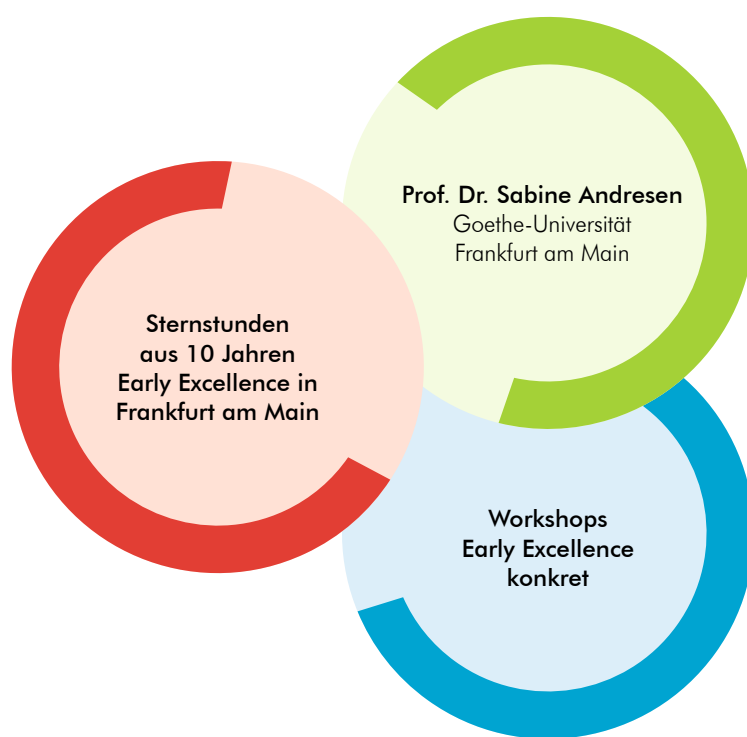 Prof. Dr. Sabine Andresen
Goethe-Universität
Frankfurt am Main
Sternstunden
aus 10 Jahren
Early Excellence in
Frankfurt am Main
Workshops
Early Excellence
konkret